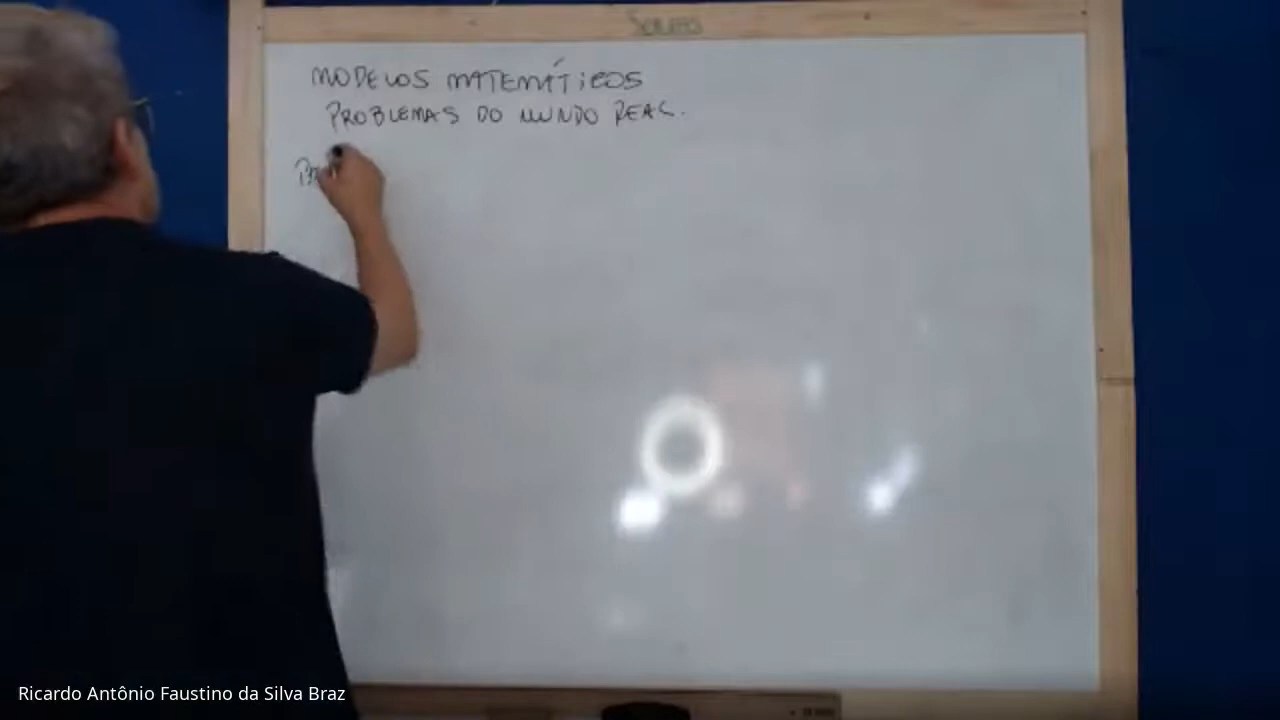 MODELOS MATEMÁTICOS
PROBLEMAS DO MUNDO REAL.
Ricardo Antônio Faustino da Silva Braz